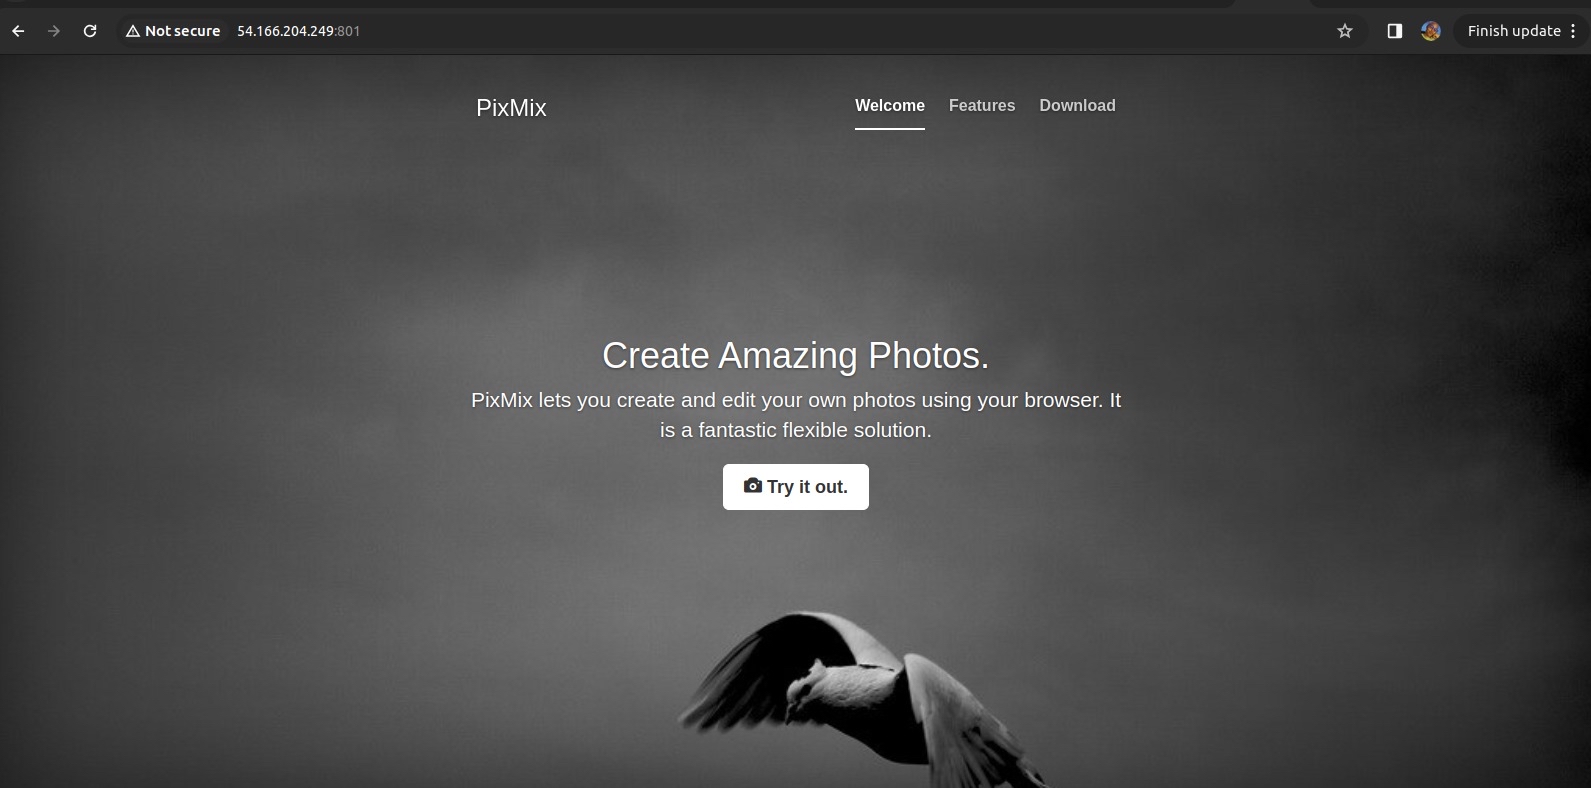 Not secure 54.166.204.249:801
Finish update
PixMix
Welcome Features Download
Create Amazing Photos.
PixMix lets you create and edit your own photos using your browser. It
is a fantastic flexible solution.
Try it out.